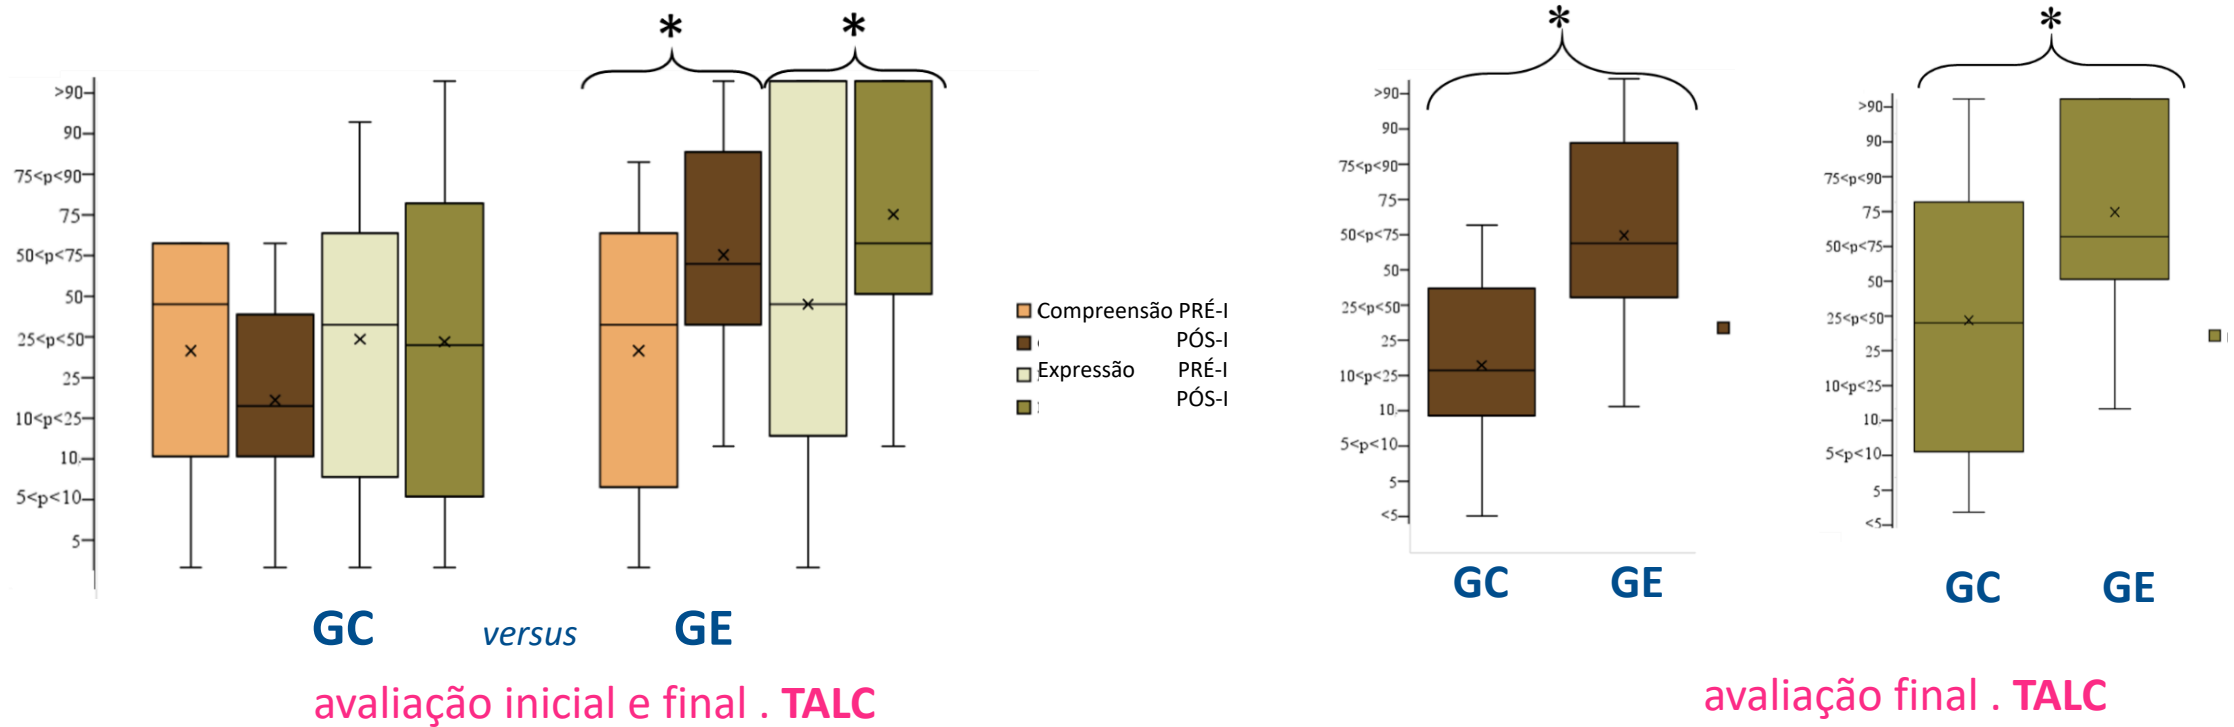 * *
>90
90
75<p<90
75
50<p<75
50
25<p<50
25
10<p<25
10
5<p<10
5
Compreensão PRÉ-I
PÓS-I
Expressão PRÉ-I
PÓS-I
GC versus GE
avaliação inicial e final . TALC
*
>90
90
75<p<90
75
50<p<75
50
25<p<50
25
10<p<25
10
5<p<10
5
<5
GC GE
*
>90
90
75<p<90
75
50<p<75
50
25<p<50
25
10<p<25
10
5<p<10
5
<5
GC GE
avaliação final . TALC